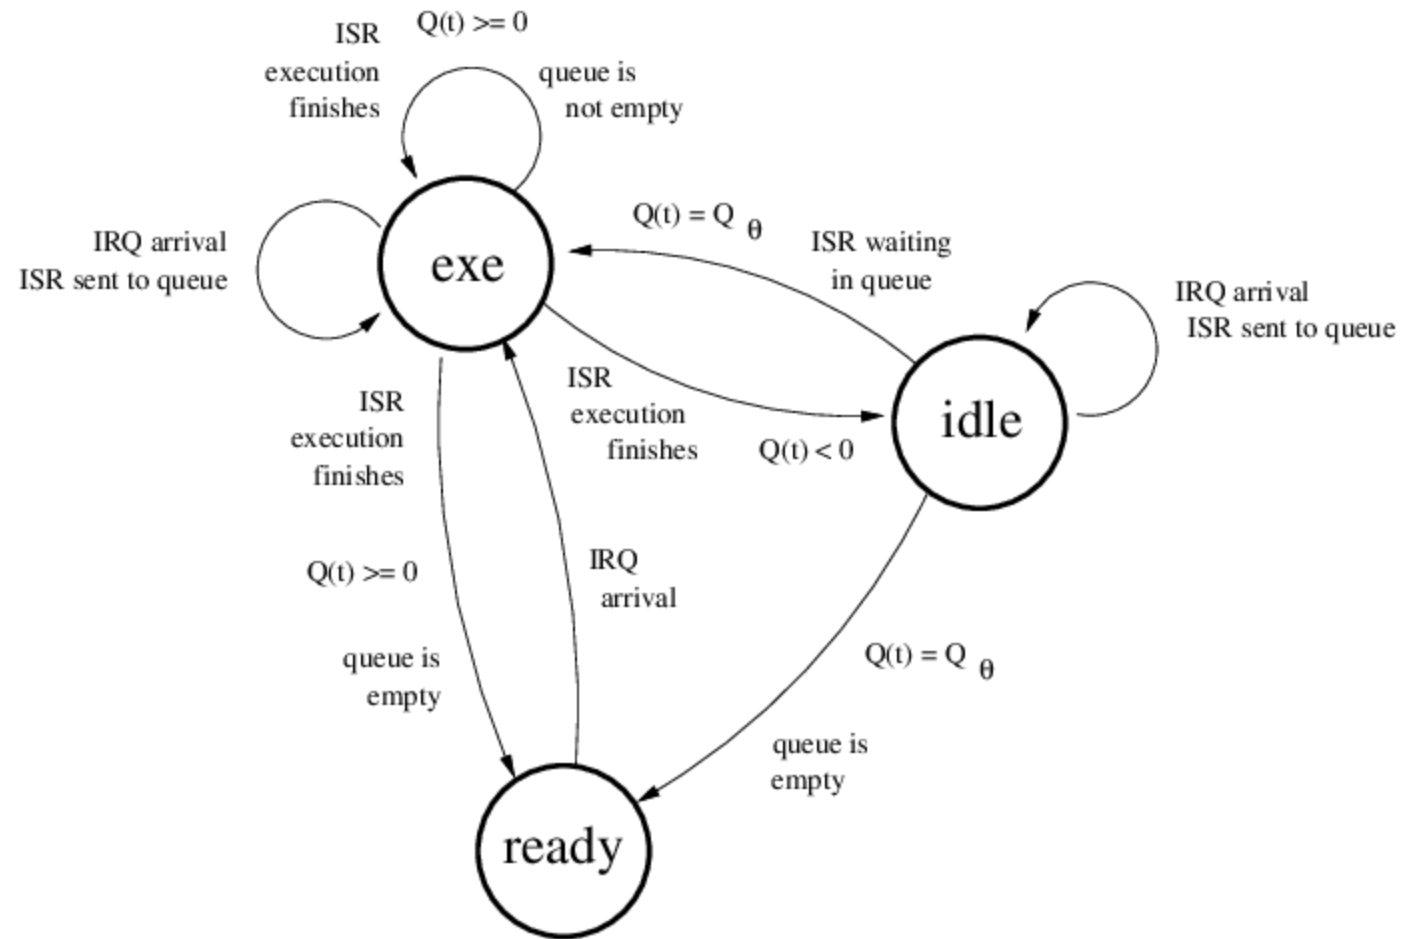 Q(t) >= 0
ISR
execution
finishes
queue is
not empty
IRQ arrival
ISR sent to queue
exe
Q(t) = Q θ
ISR waiting
in queue
IRQ arrival
ISR sent to queue
idle
ISR
execution
finishes
Q(t) < 0
ISR
execution
finishes
Q(t) >= 0
queue is
empty
IRQ
arrival
Q(t) = Q θ
queue is
empty
ready